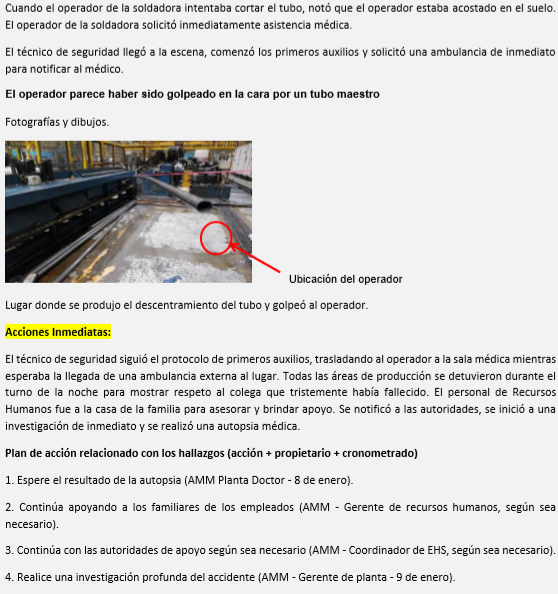 Cuando el operador de la soldadora intentaba cortar el tubo, notó que el operador estaba acostado en el suelo.
El operador de la soldadora solicitó inmediatamente asistencia médica.
El técnico de seguridad llegó a la escena, comenzó los primeros auxilios y solicitó una ambulancia de inmediato
para notificar al médico.
El operador parece haber sido golpeado en la cara por un tubo maestro
Fotografías y dibujos.
Ubicación del operador
Lugar donde se produjo el descentramiento del tubo y golpeó al operador.
Acciones Inmediatas:
El técnico de seguridad siguió el protocolo de primeros auxilios, trasladando al operador a la sala médica mientras
esperaba la llegada de una ambulancia externa al lugar. Todas las áreas de producción se detuvieron durante el
turno de la noche para mostrar respeto al colega que tristemente había fallecido. El personal de Recursos
Humanos fue a la casa de la familia para asesorar y brindar apoyo. Se notificó a las autoridades, se inició a una
investigación de inmediato y se realizó una autopsia médica.
Plan de acción relacionado con los hallazgos (acción + propietario + cronometrado)
1. Espere el resultado de la autopsia (AMM Planta Doctor - 8 de enero).
2. Continúa apoyando a los familiares de los empleados (AMM - Gerente de recursos humanos, según sea
necesario).
3. Continúa con las autoridades de apoyo según sea necesario (AMM - Coordinador de EHS, según sea necesario).
4. Realice una investigación profunda del accidente (AMM - Gerente de planta - 9 de enero).